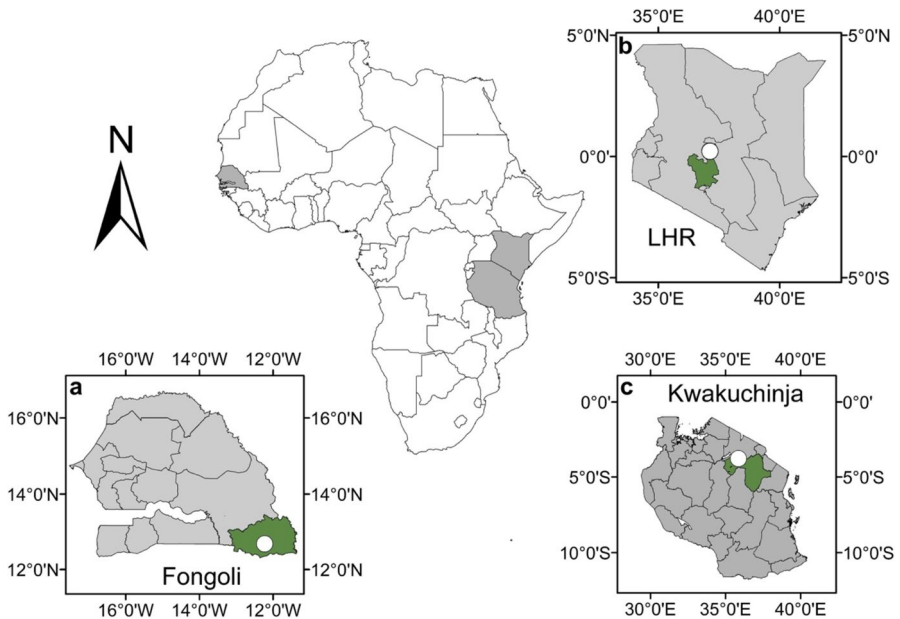 N
35°0'E 40°0'E
b
5°0'N 5°0'N
0°0' 0°0'
LHR
5°0'S 5°0'S
35°0'E 40°0'E
16°0'W 14°0'W 12°0'W
a
16°0'N 16°0'N
14°0'N 14°0'N
12°0'N 12°0'N
Fongoli
16°0'W 14°0'W 12°0'W
30°0'E 35°0'E 40°0'E
c
Kwakuchinja
0°0' 0°0'
5°0'S 5°0'S
10°0'S 10°0'S
30°0'E 35°0'E 40°0'E